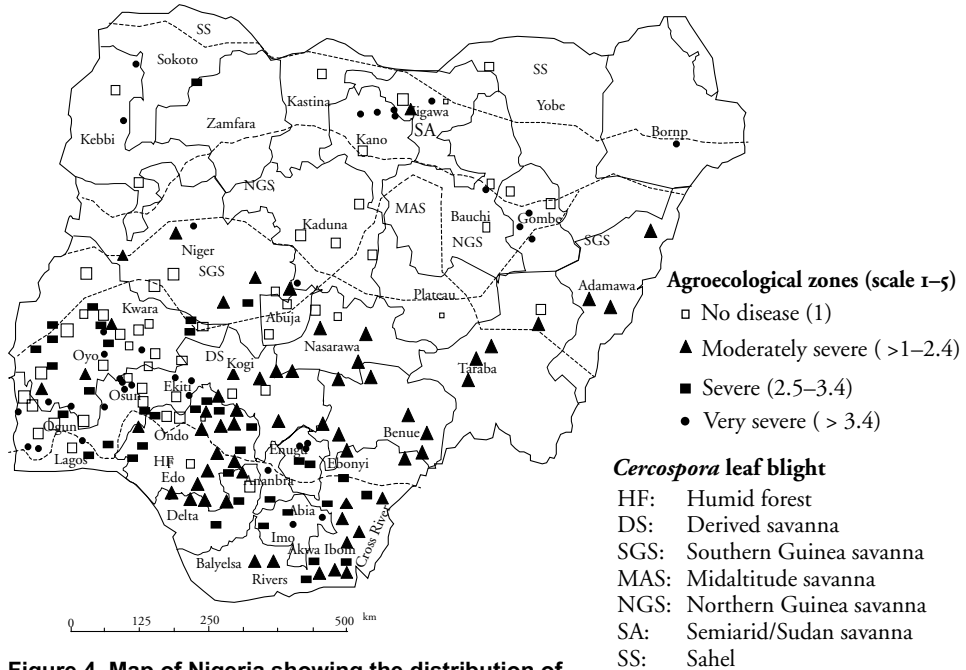 SS
Sokoto
SS
Kastina
Yobe
Zamfara
Jigawa
SA
Kano
Bornp
Kebbi
NGS
MAS
Bauchi
Gombe
Kaduna
NGS
SGS
Niger
SGS
Adamawa
Plateau
Kwara
Abuja
Nasarawa
Oyo
DS
Kogi
Taraba
Ekiti
Osun
Ogun
Ondo
Benue
Enugu
Lagos
HF
Ebonyi
Edo
Ananbra
Delta
Abia
Imo
Cross River
Akwa Ibom
Balyelsa
Rivers
0 125 250 500 km
Agroecological zones (scale 1–5)
□ No disease (1)
▲ Moderately severe ( >1–2.4)
■ Severe (2.5–3.4)
● Very severe ( > 3.4)
Cercospora leaf blight
HF: Humid forest
DS: Derived savanna
SGS: Southern Guinea savanna
MAS: Midaltitude savanna
NGS: Northern Guinea savanna
SA: Semiarid/Sudan savanna
SS: Sahel
Figure 4. Map of Nigeria showing the distribution of